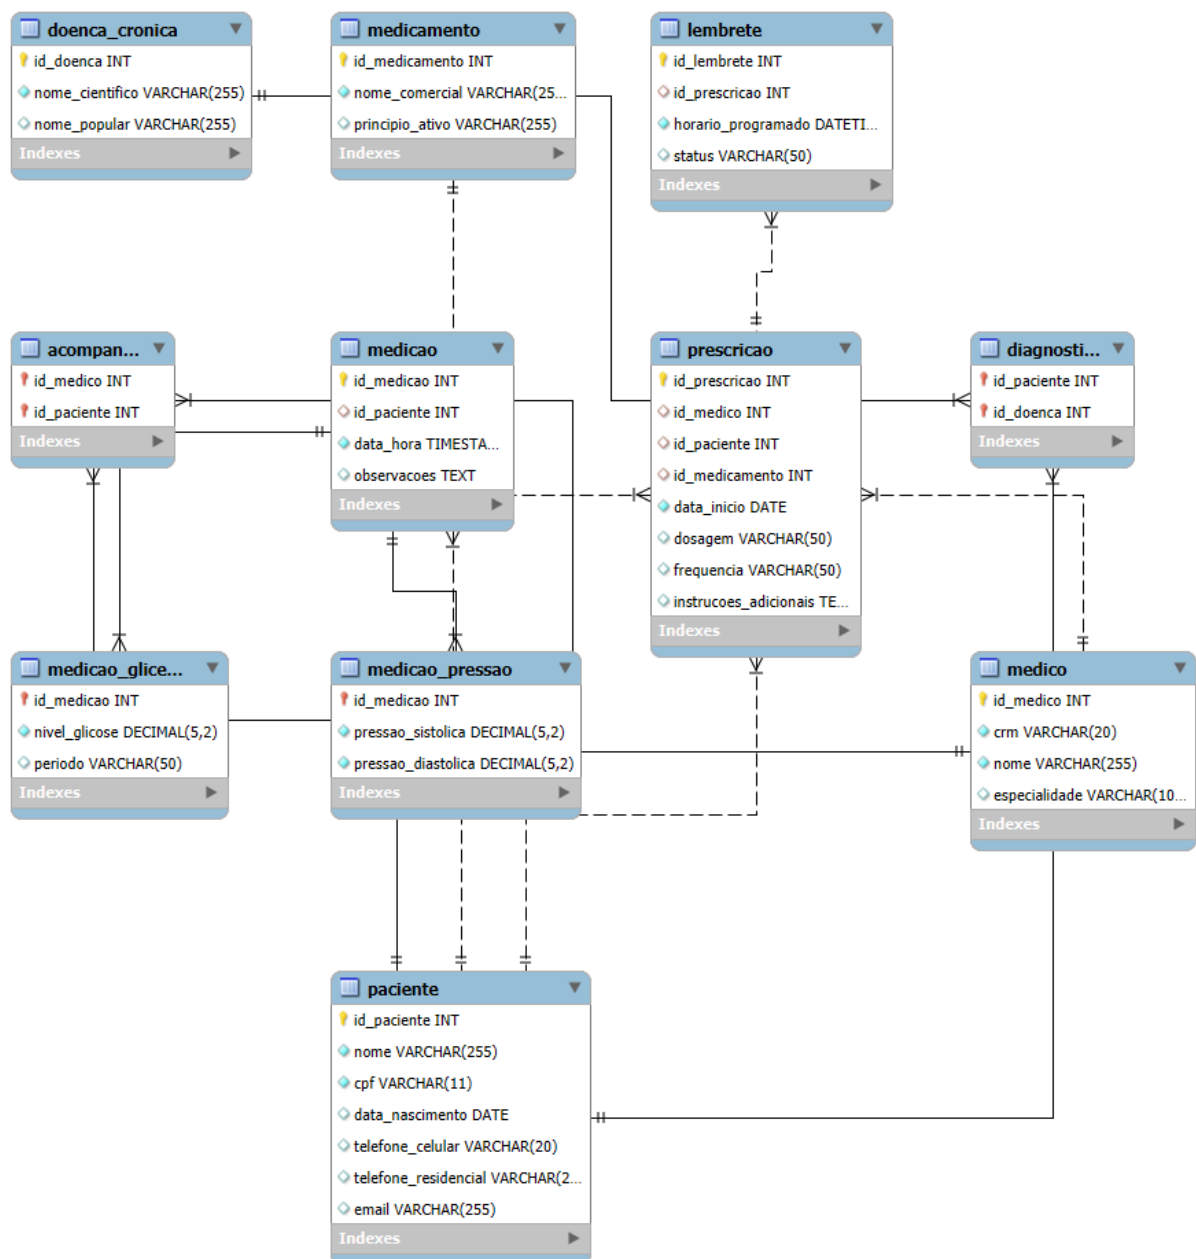 doenca_cronica
id_doenca INT
nome_cientifico VARCHAR(255)
nome_popular VARCHAR(255)
Indexes
medicamento
id_medicamento INT
nome_comercial VARCHAR(25...
principio_ativo VARCHAR(255)
Indexes
lembrete
id_lembrete INT
id_prescricao INT
horario_programado DATETI...
status VARCHAR(50)
Indexes
acompan...
id_medico INT
id_paciente INT
Indexes
medicao
id_medicao INT
id_paciente INT
data_hora TIMESTA...
observacoes TEXT
Indexes
prescricao
id_prescricao INT
id_medico INT
id_paciente INT
id_medicamento INT
data_inicio DATE
dosagem VARCHAR(50)
frequencia VARCHAR(50)
instrucoes_adicionais TE...
Indexes
diagnosti...
id_paciente INT
id_doenca INT
Indexes
medicao_glice...
id_medicao INT
nivel_glicose DECIMAL(5,2)
periodo VARCHAR(50)
Indexes
medicao_pressao
id_medicao INT
pressao_sistolica DECIMAL(5,2)
pressao_diastolica DECIMAL(5,2)
Indexes
medico
id_medico INT
crm VARCHAR(20)
nome VARCHAR(255)
especialidade VARCHAR(10...
Indexes
paciente
id_paciente INT
nome VARCHAR(255)
cpf VARCHAR(11)
data_nascimento DATE
telefone_celular VARCHAR(20)
telefone_residencial VARCHAR(2...
email VARCHAR(255)
Indexes